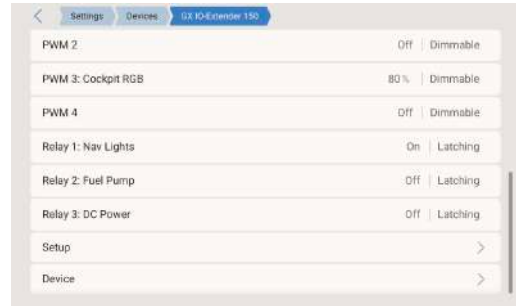 Settings Devices GX IO-Extender 150
PWM 2 Off Dimmable
PWM 3: Cockpit RGB 80% Dimmable
PWM 4 Off Dimmable
Relay 1: Nav Lights On Latching
Relay 2: Fuel Pump Off Latching
Relay 3: DC Power Off Latching
Setup
Device